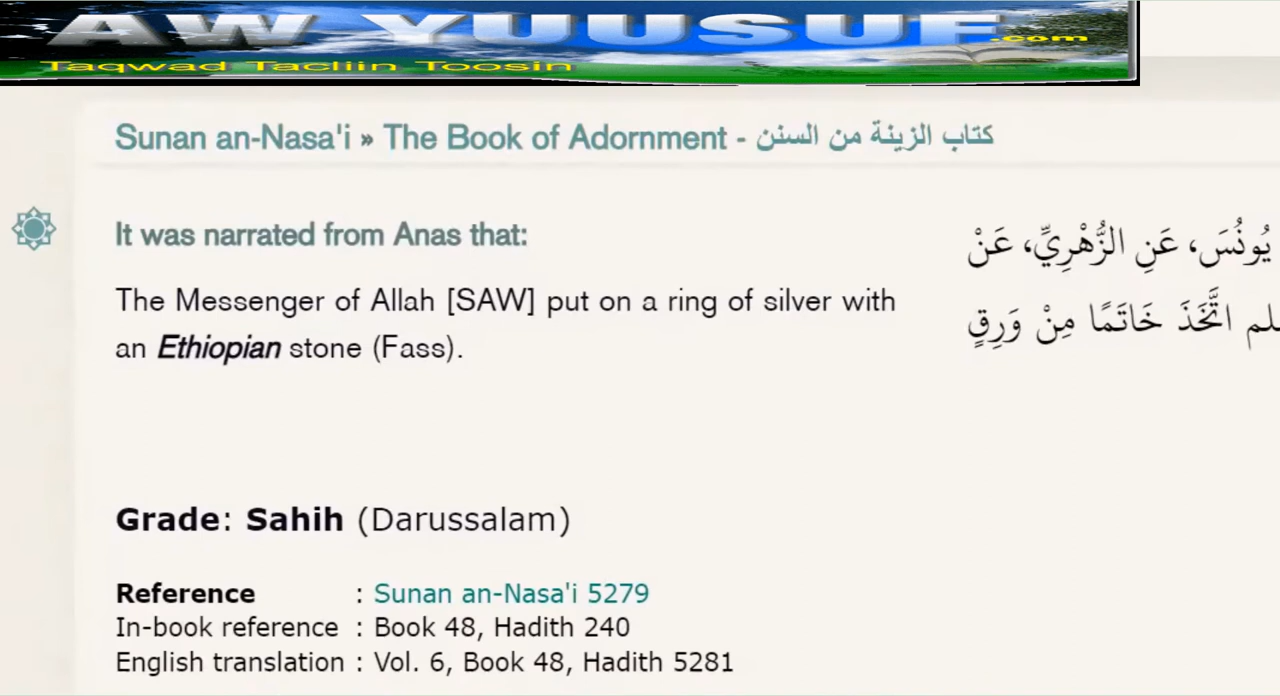 AW YUUSUF.com
Taqwad Tacliin Toosin
Sunan an-Nasa'i » The Book of Adornment - كتاب الزينة من السنن
It was narrated from Anas that:
يُونُسَ، عَنِ الزُّهْرِيِّ، عَنْ
The Messenger of Allah [SAW] put on a ring of silver with
اتَّخَذَ خَاتَمًا مِنْ وَرِقٍ
an Ethiopian stone (Fass).
Grade: Sahih (Darussalam)
Reference : Sunan an-Nasa'i 5279
In-book reference : Book 48, Hadith 240
English translation : Vol. 6, Book 48, Hadith 5281